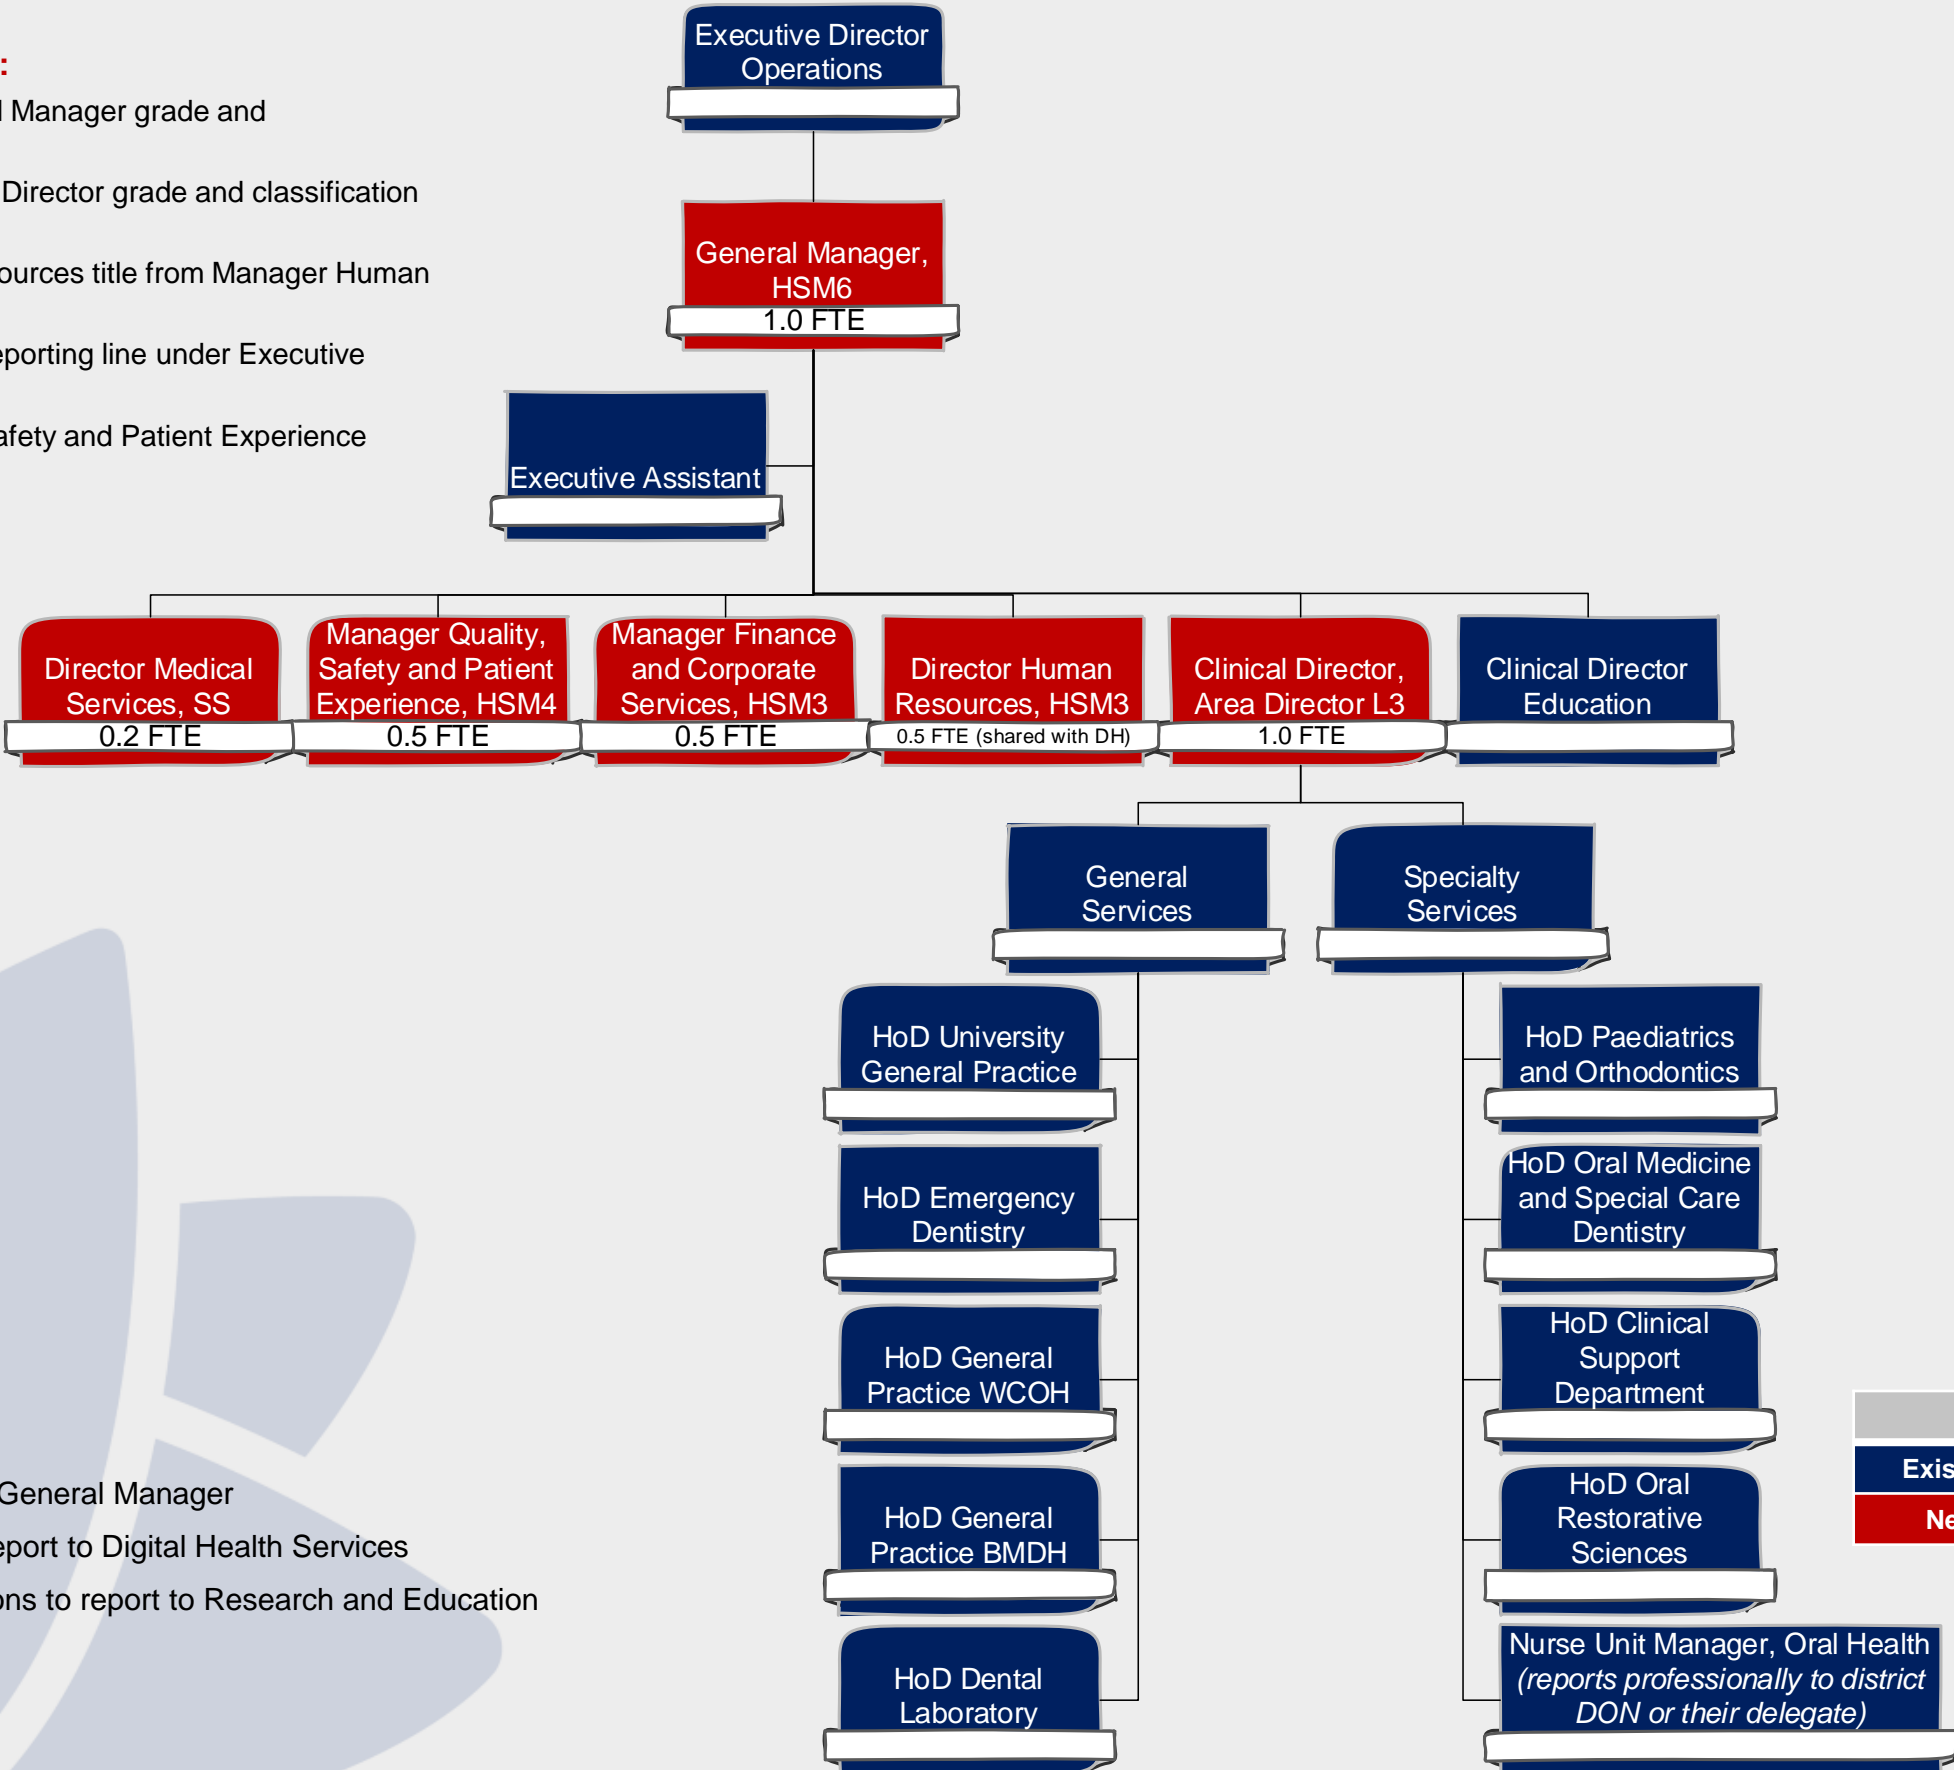 :
Manager grade and
Director grade and classification
title from Manager Human
line under Executive
and Patient Experience
Executive Director
Operations
General Manager,
HSM6
1.0 FTE
Executive Assistant
Director Medical
Services, SS
0.2 FTE
Manager Quality,
Safety and Patient
Experience, HSM4
0.5 FTE
Manager Finance
and Corporate
Services, HSM3
0.5 FTE
Director Human
Resources, HSM3
0.5 FTE (shared with DH)
Clinical Director,
Area Director L3
1.0 FTE
Clinical Director
Education
General
Services
Specialty
Services
HoD University
General Practice
HoD Emergency
Dentistry
HoD General
Practice WCOH
HoD General
Practice BMDH
HoD Dental
Laboratory
HoD Paediatrics
and Orthodontics
HoD Oral Medicine
and Special Care
Dentistry
HoD Clinical
Support
Department
HoD Oral
Restorative
Sciences
Nurse Unit Manager, Oral Health
(reports professionally to district
DON or their delegate)
General Manager
to Digital Health Services
to report to Research and Education